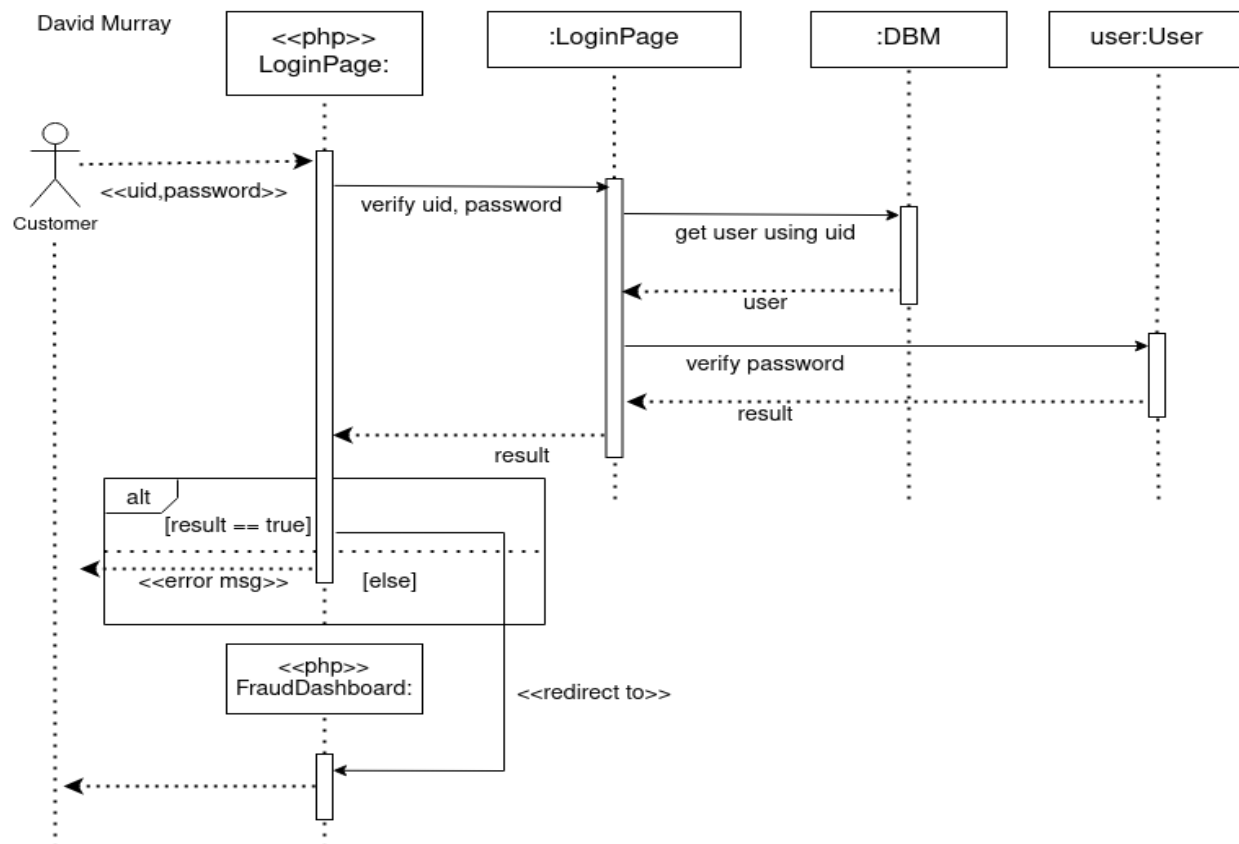 David Murray
<<php>>
LoginPage:
:LoginPage
:DBM
user:User
<<uid,password>>
Customer
verify uid, password
get user using uid
user
verify password
result
result
alt
[result == true]
<<error msg>>
[else]
<<php>>
FraudDashboard:
<<redirect to>>